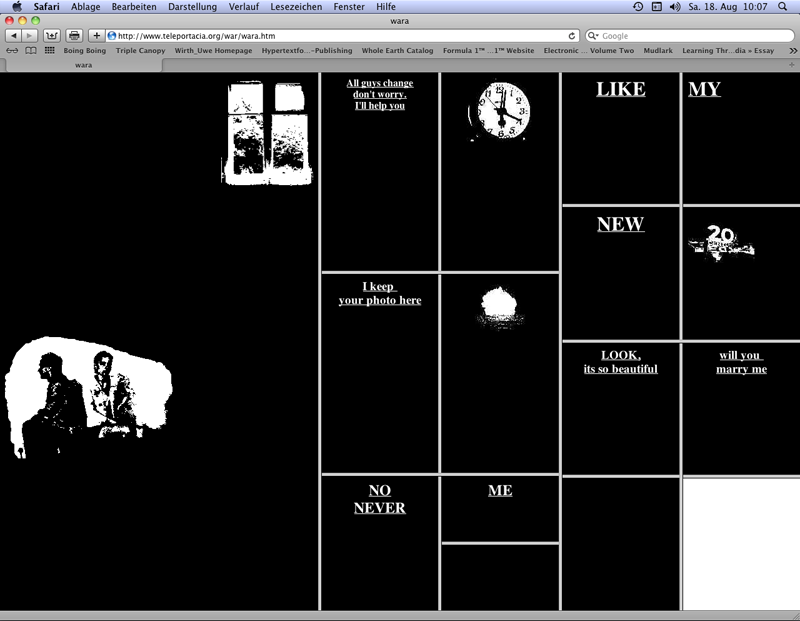 Safari Ablage Bearbeiten Darstellung Verlauf Lesezeichen Fenster Hilfe Sa. 18. Aug 10:07
wara
http://www.teleportacia.org/war/wara.htm Google
Boing Boing Triple Canopy Wirth_Uwe Homepage Hypertextfo...-Publishing Whole Earth Catalog Formula 1™ ...1™ Website Electronic ... Volume Two Mudlark Learning Thr...dia » Essay
wara
All guys change
don't worry,
I'll help you
LIKE
MY
NEW
20
I keep
your photo here
LOOK,
its so beautiful
will you
marry me
NO
NEVER
ME